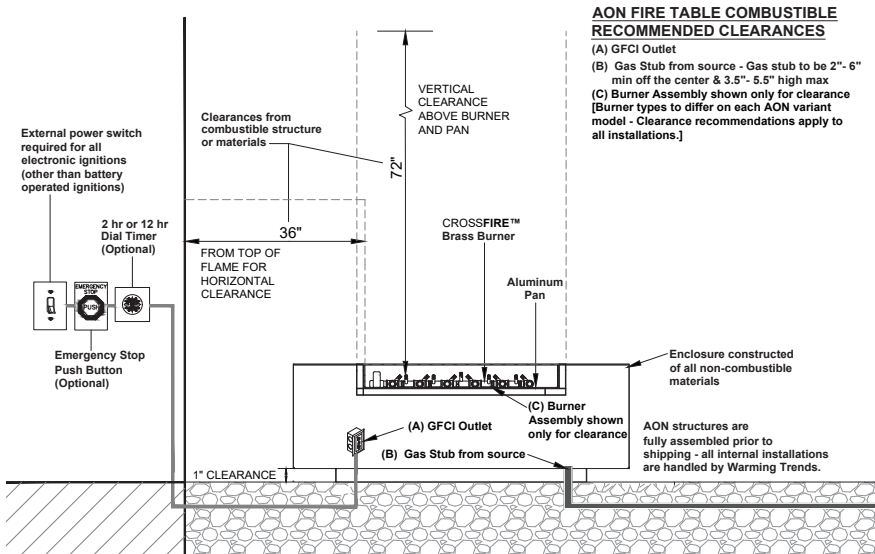 AON FIRE TABLE COMBUSTIBLE
RECOMMENDED CLEARANCES
(A) GFCI Outlet
(B) Gas Stub from source - Gas stub to be 2"- 6"
min off the center & 3.5"- 5.5" high max
(C) Burner Assembly shown only for clearance
[Burner types to differ on each AON variant
model - Clearance recommendations apply to
all installations.]
VERTICAL
CLEARANCE
ABOVE BURNER
AND PAN
72"
Clearances from
combustible structure
or materials
External power switch
required for all
electronic ignitions
(other than battery
operated ignitions)
2 hr or 12 hr
Dial Timer
(Optional)
36"
FROM TOP OF
FLAME FOR
HORIZONTAL
CLEARANCE
CROSSFIRE™
Brass Burner
Aluminum
Pan
EMERGENCY
STOP
PUSH
Emergency Stop
Push Button
(Optional)
Enclosure constructed
of all non-combustible
materials
(C) Burner
Assembly shown
only for clearance
(A) GFCI Outlet
(B) Gas Stub from source
AON structures are
fully assembled prior to
shipping - all internal installations
are handled by Warming Trends.
1" CLEARANCE